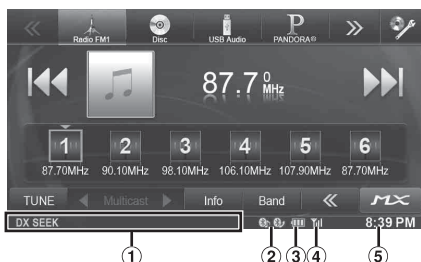 Radio FM1 Disc USB Audio PANDORA®
87.7 0 MHz
1 2 3 4 5 6
87.70MHz 90.10MHz 98.10MHz 106.10MHz 107.90MHz 87.70MHz
TUNE Multicast Info Band MX
DX SEEK 8:39 PM
1 2 3 4 5